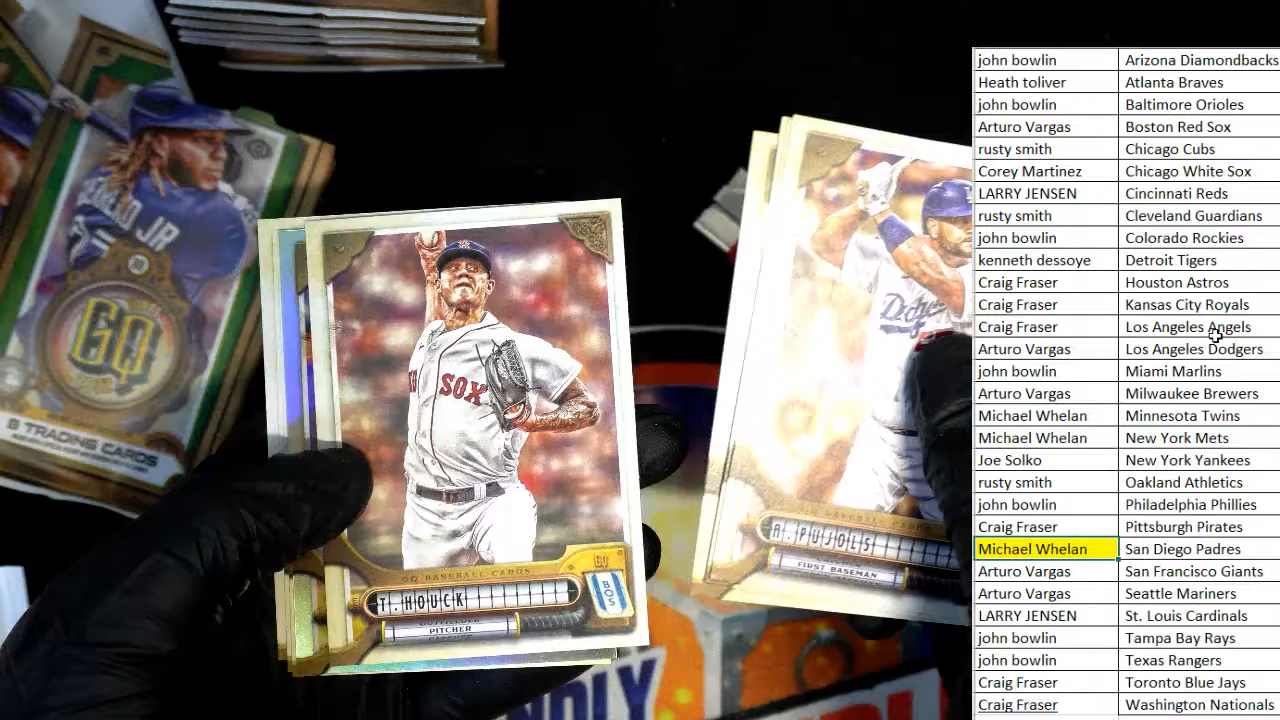 GUERRERO JR
GQ
8 TRADING CARDS
SOX
GQ BASEBALL CARDS
GQ
BOS
T. HOUCK
PITCHER
Dodgers
GQ BASEBALL CARDS
A. PUJOLS
FIRST BASEMAN
john bowlin Arizona Diamondbacks
Heath toliver Atlanta Braves
john bowlin Baltimore Orioles
Arturo Vargas Boston Red Sox
rusty smith Chicago Cubs
Corey Martinez Chicago White Sox
LARRY JENSEN Cincinnati Reds
rusty smith Cleveland Guardians
john bowlin Colorado Rockies
kenneth dessoye Detroit Tigers
Craig Fraser Houston Astros
Craig Fraser Kansas City Royals
Craig Fraser Los Angeles Angels
Arturo Vargas Los Angeles Dodgers
john bowlin Miami Marlins
Arturo Vargas Milwaukee Brewers
Michael Whelan Minnesota Twins
Michael Whelan New York Mets
Joe Solko New York Yankees
rusty smith Oakland Athletics
john bowlin Philadelphia Phillies
Craig Fraser Pittsburgh Pirates
Michael Whelan San Diego Padres
Arturo Vargas San Francisco Giants
Arturo Vargas Seattle Mariners
LARRY JENSEN St. Louis Cardinals
john bowlin Tampa Bay Rays
john bowlin Texas Rangers
Craig Fraser Toronto Blue Jays
Craig Fraser Washington Nationals